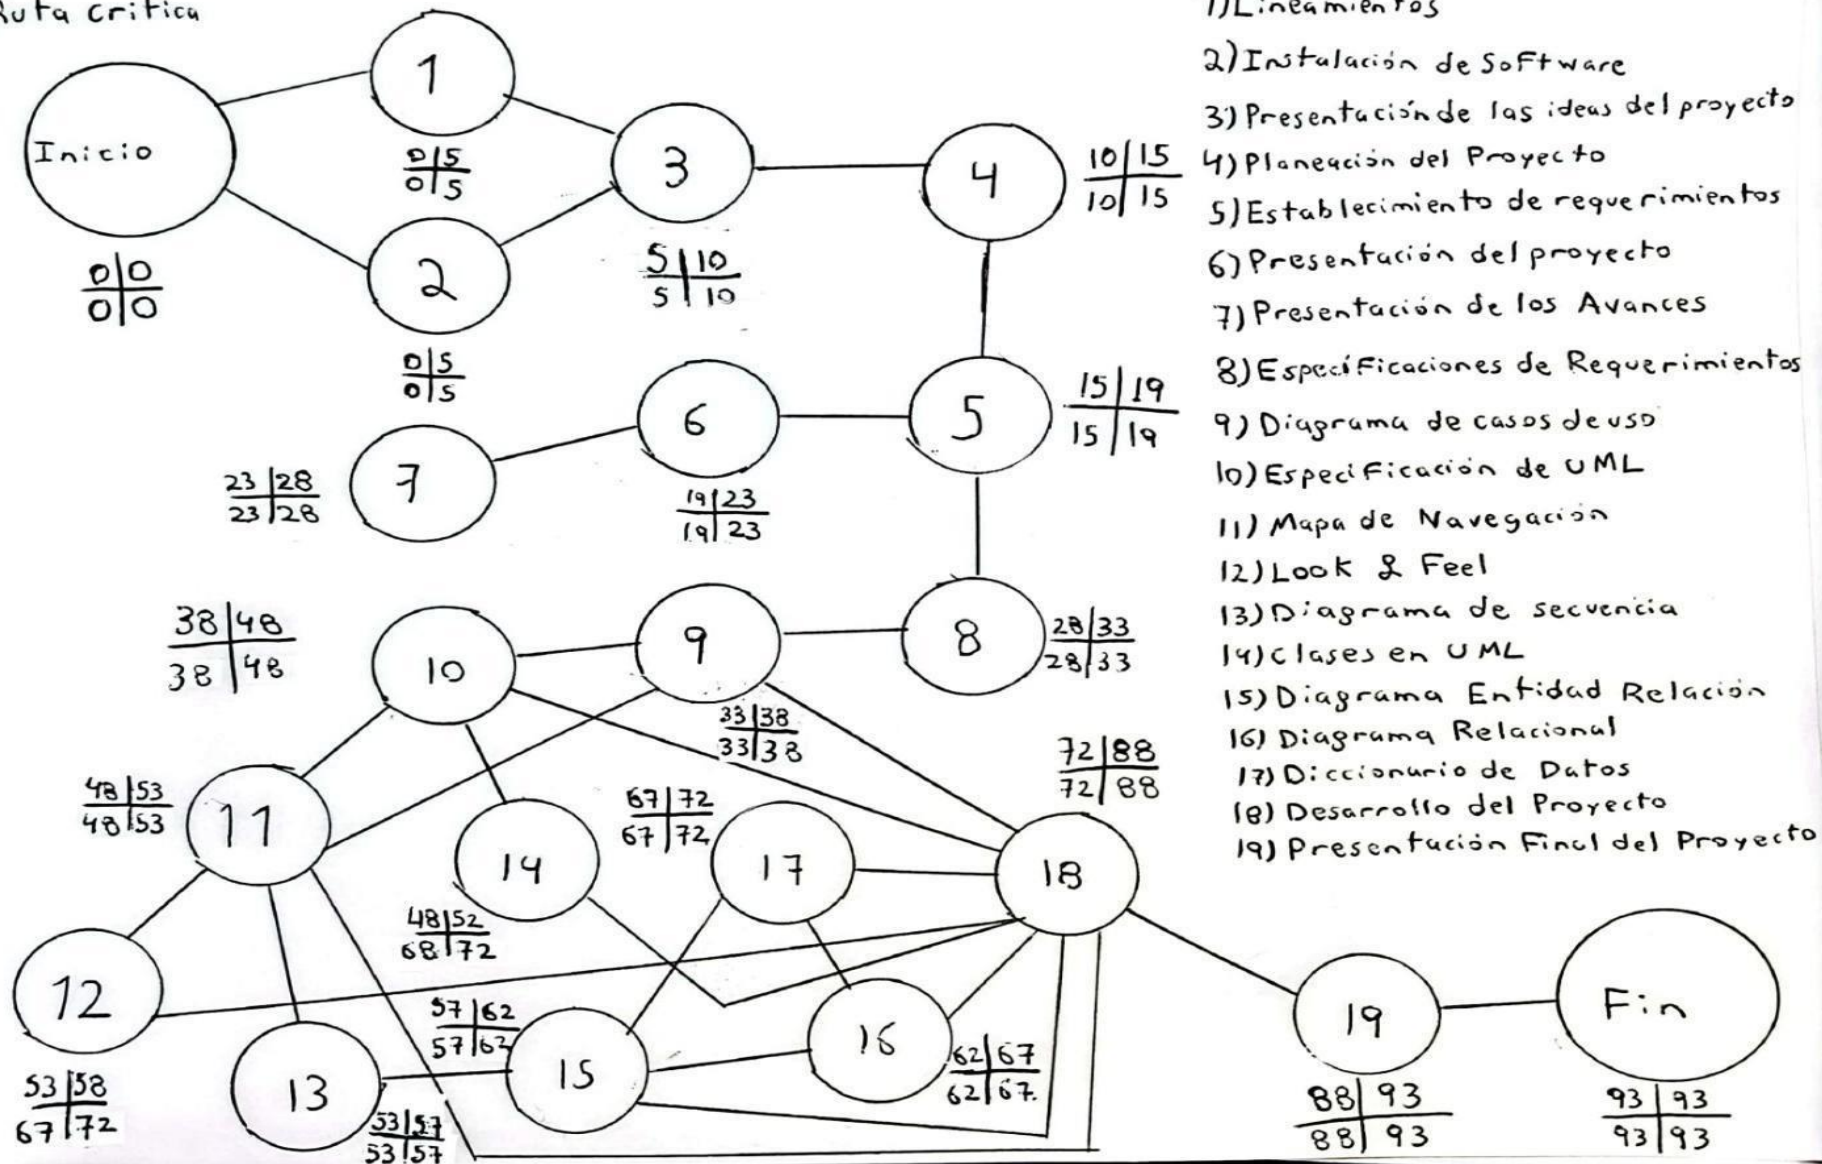 Ruta critica
Inicio
0|0
0|0
1
0|5
0|5
2
0|5
0|5
3
5|10
5|10
4
10|15
10|15
5
15|19
15|19
6
19|23
19|23
7
23|28
23|28
8
28|33
28|33
9
33|38
33|38
10
38|48
38|48
11
48|53
48|53
12
53|58
67|72
13
53|57
53|57
14
48|52
68|72
15
57|62
57|62
16
62|67
62|67
17
67|72
67|72
18
72|88
72|88
19
88|93
88|93
Fin
93|93
93|93
1)Lineamientos
2)Instalación de Software
3)Presentación de las ideas del proyecto
4)Planeación del Proyecto
5)Establecimiento de requerimientos
6)Presentación del proyecto
7)Presentación de los Avances
8)Específicaciones de Requerimientos
9) Diagrama de casos de uso
10)Especificación de UML
11) Mapa de Navegación
12)Look & Feel
13)Diagrama de secuencia
14)Clases en UML
15)Diagrama Entidad Relación
16) Diagrama Relacional
17) Diccionario de Datos
18) Desarrollo del Proyecto
19) Presentación Final del Proyecto